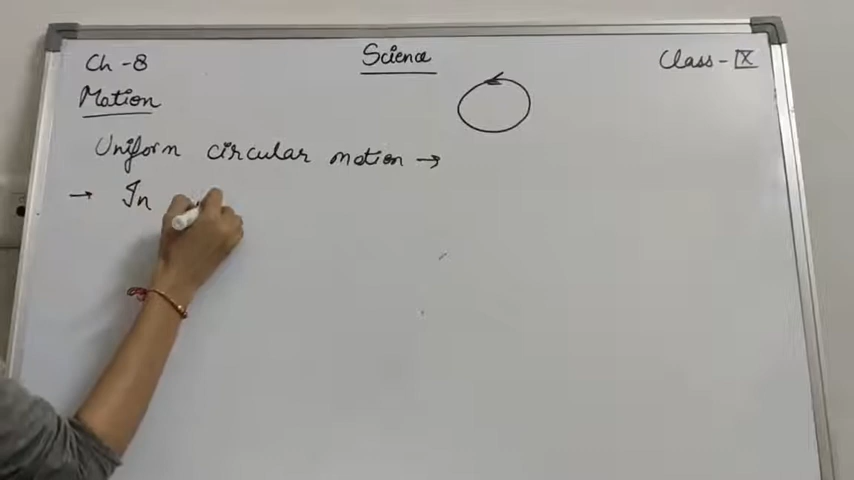 Ch - 8 Science Class - IX
Motion
Uniform circular motion →
→ In